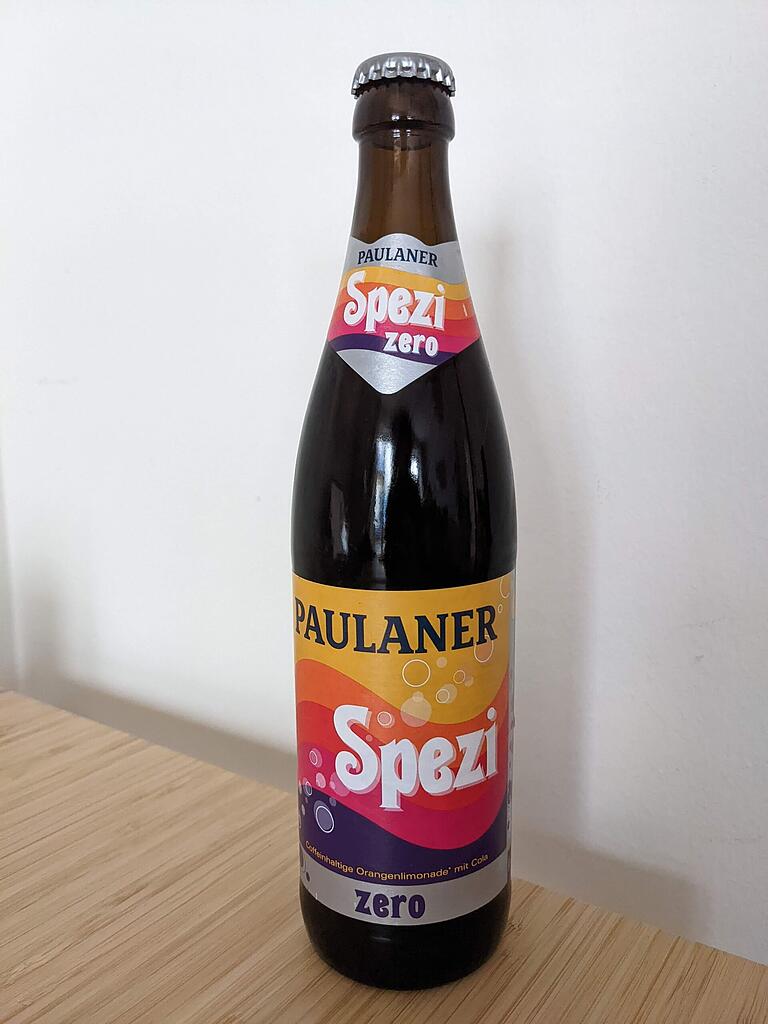 PAULANER
Spezi
zero
PAULANER
Spezi
Coffeinhaltige Orangenlimonade* mit Cola
zero